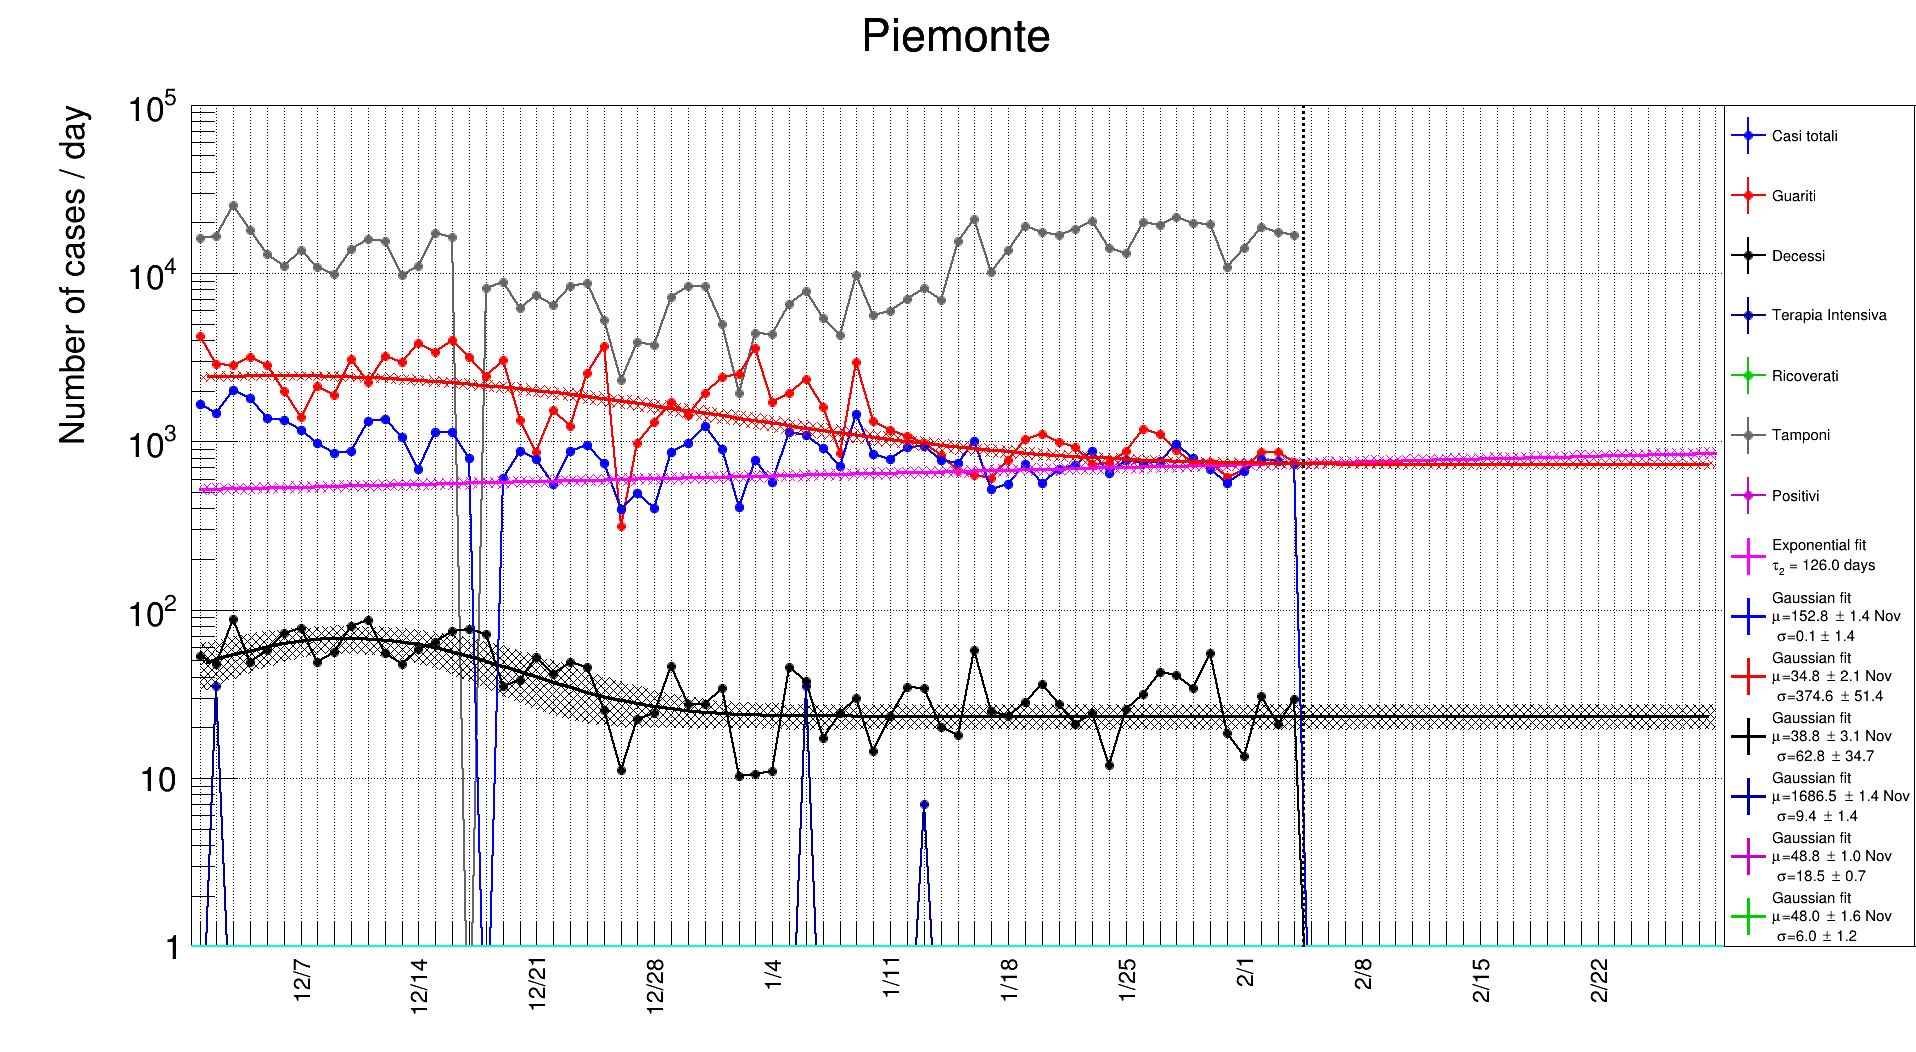 Piemonte
Number of cases / day
10^5
10^4
10^3
10^2
10
1
12/7
12/14
12/21
12/28
1/4
1/11
1/18
1/25
2/1
2/8
2/15
2/22
Casi totali
Guariti
Decessi
Terapia Intensiva
Ricoverati
Tamponi
Positivi
Exponential fit
τ2 = 126.0 days
Gaussian fit
μ=152.8 ± 1.4 Nov
σ=0.1 ± 1.4
Gaussian fit
μ=34.8 ± 2.1 Nov
σ=374.6 ± 51.4
Gaussian fit
μ=38.8 ± 3.1 Nov
σ=62.8 ± 34.7
Gaussian fit
μ=1686.5 ± 1.4 Nov
σ=9.4 ± 1.4
Gaussian fit
μ=48.8 ± 1.0 Nov
σ=18.5 ± 0.7
Gaussian fit
μ=48.0 ± 1.6 Nov
σ=6.0 ± 1.2